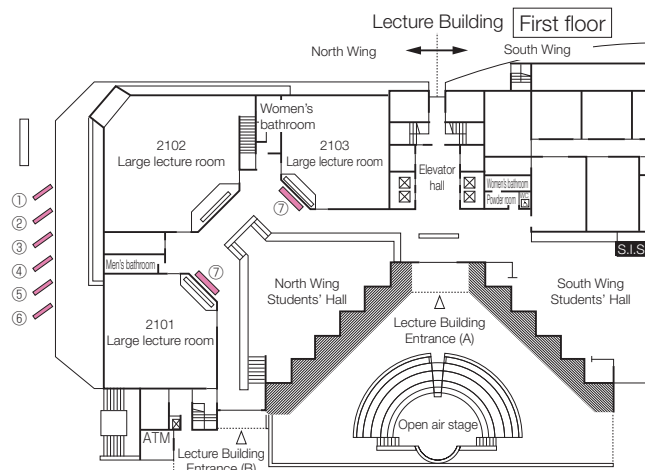 Lecture Building First floor
North Wing
South Wing
Women's
bathroom
2102
Large lecture room
2103
Large lecture room
Elevator
hall
Women's bathroom
Powder room
WC
①
②
③
④
⑤
⑥
⑦
S.I.S
Men's bathroom
⑦
North Wing
Students' Hall
South Wing
Students' Hall
2101
Large lecture room
Lecture Building
Entrance (A)
Open air stage
ATM
Lecture Building
Entrance (B)